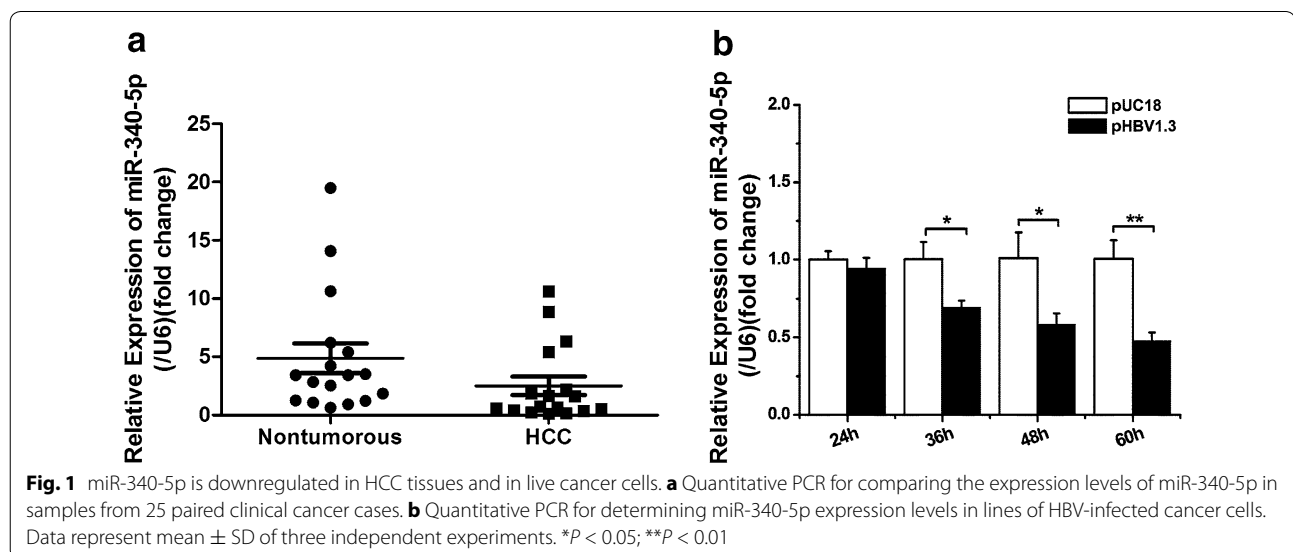 a
Relative Expression of miR-340-5p
(/U6)(fold change)
25
20
15
10
5
0
Nontumorous
HCC
b
Relative Expression of miR-340-5p
(/U6)(fold change)
pUC18
pHBV1.3
2.0
1.5
1.0
0.5
0.0
*
*
**
24h
36h
48h
60h
Fig. 1 miR-340-5p is downregulated in HCC tissues and in live cancer cells. a Quantitative PCR for comparing the expression levels of miR-340-5p in
samples from 25 paired clinical cancer cases. b Quantitative PCR for determining miR-340-5p expression levels in lines of HBV-infected cancer cells.
Data represent mean ± SD of three independent experiments. *P < 0.05; **P < 0.01